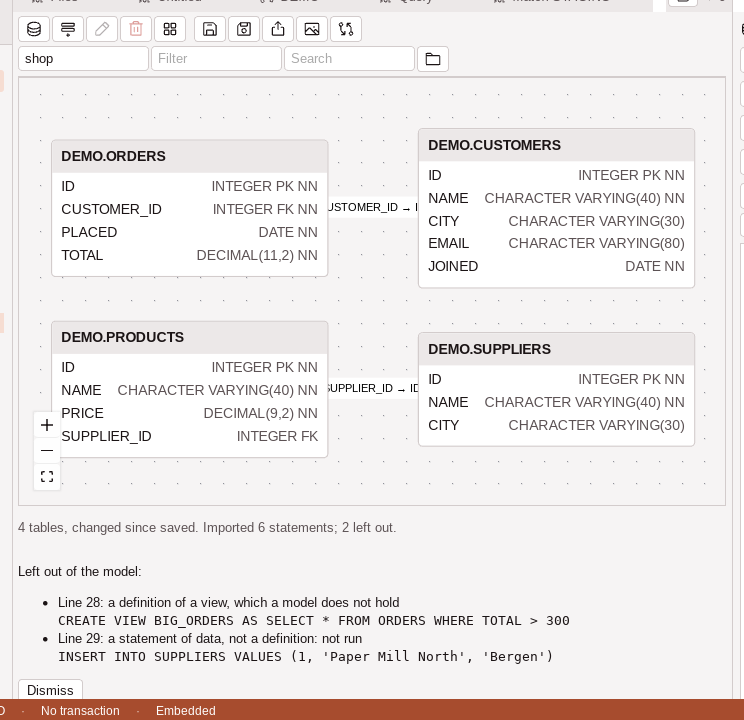 shop
Filter
Search
DEMO.ORDERS
ID INTEGER PK NN
CUSTOMER_ID INTEGER FK NN
PLACED DATE NN
TOTAL DECIMAL(11,2) NN
DEMO.CUSTOMERS
ID INTEGER PK NN
NAME CHARACTER VARYING(40) NN
CITY CHARACTER VARYING(30)
EMAIL CHARACTER VARYING(80)
JOINED DATE NN
USTOMER_ID → I
DEMO.PRODUCTS
ID INTEGER PK NN
NAME CHARACTER VARYING(40) NN
PRICE DECIMAL(9,2) NN
SUPPLIER_ID INTEGER FK
SUPPLIER_ID → ID
DEMO.SUPPLIERS
ID INTEGER PK NN
NAME CHARACTER VARYING(40) NN
CITY CHARACTER VARYING(30)
4 tables, changed since saved. Imported 6 statements; 2 left out.
Left out of the model:
• Line 28: a definition of a view, which a model does not hold
CREATE VIEW BIG_ORDERS AS SELECT * FROM ORDERS WHERE TOTAL > 300
• Line 29: a statement of data, not a definition: not run
INSERT INTO SUPPLIERS VALUES (1, 'Paper Mill North', 'Bergen')
Dismiss
· No transaction · Embedded